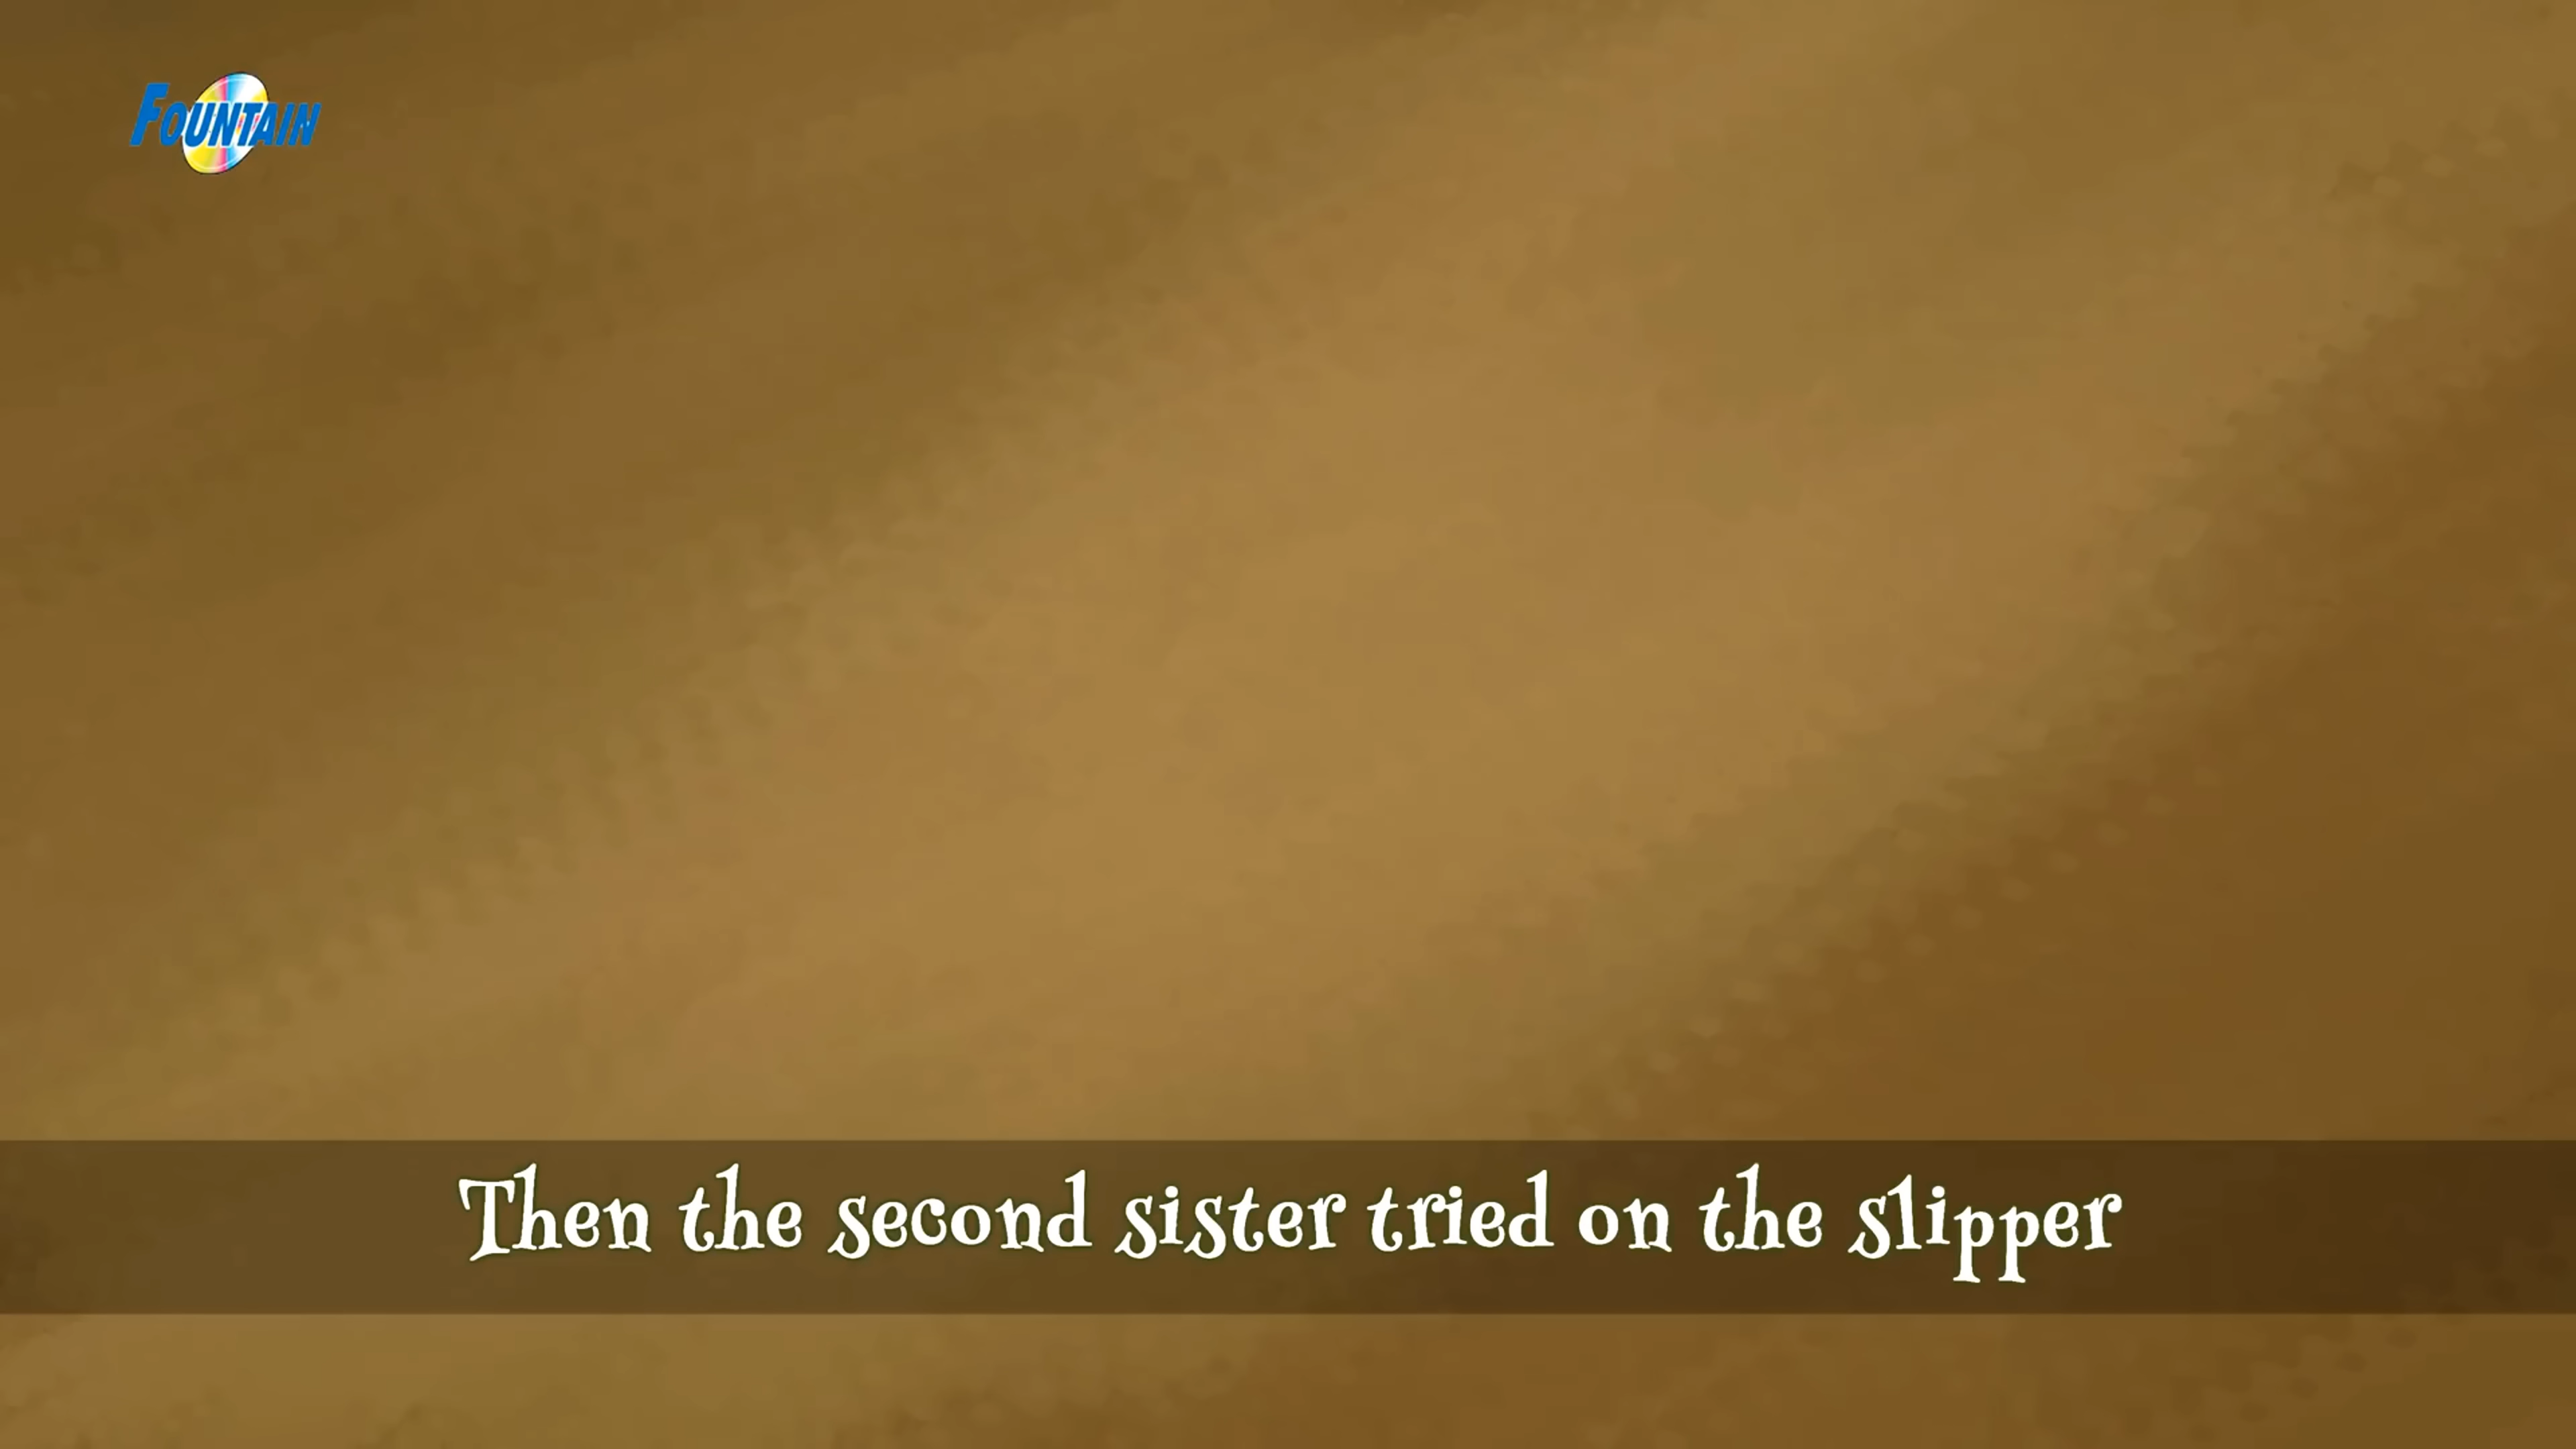 FOUNTAIN
Then the second sister tried on the slipper